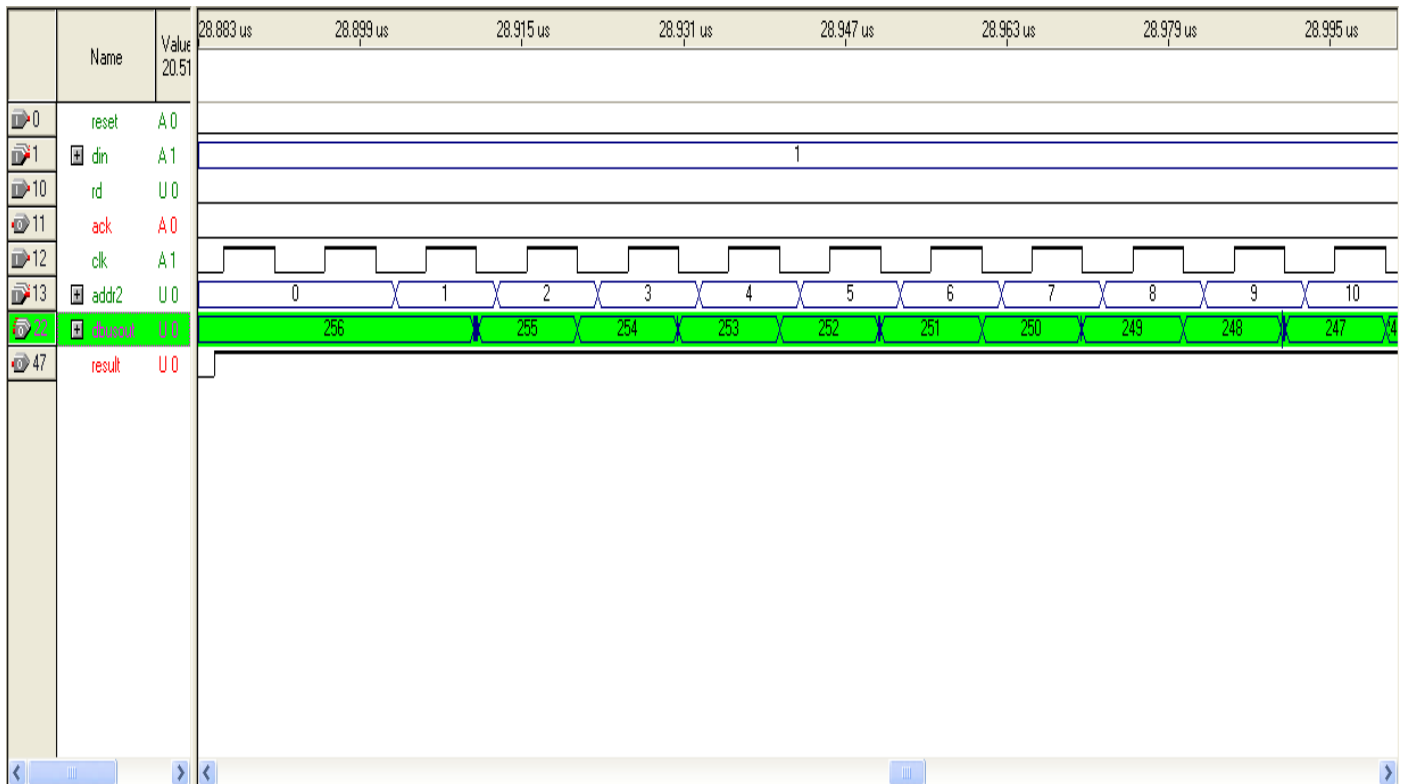 Name Value 20.51 28.883 us 28.899 us 28.915 us 28.931 us 28.947 us 28.963 us 28.979 us 28.995 us
0 reset A 0
1 din A 1 1
10 rd U 0
11 ack A 0
12 clk A 1
13 addr2 U 0 0 1 2 3 4 5 6 7 8 9 10
22 dbusout U 0 256 255 254 253 252 251 250 249 248 247
47 result U 0